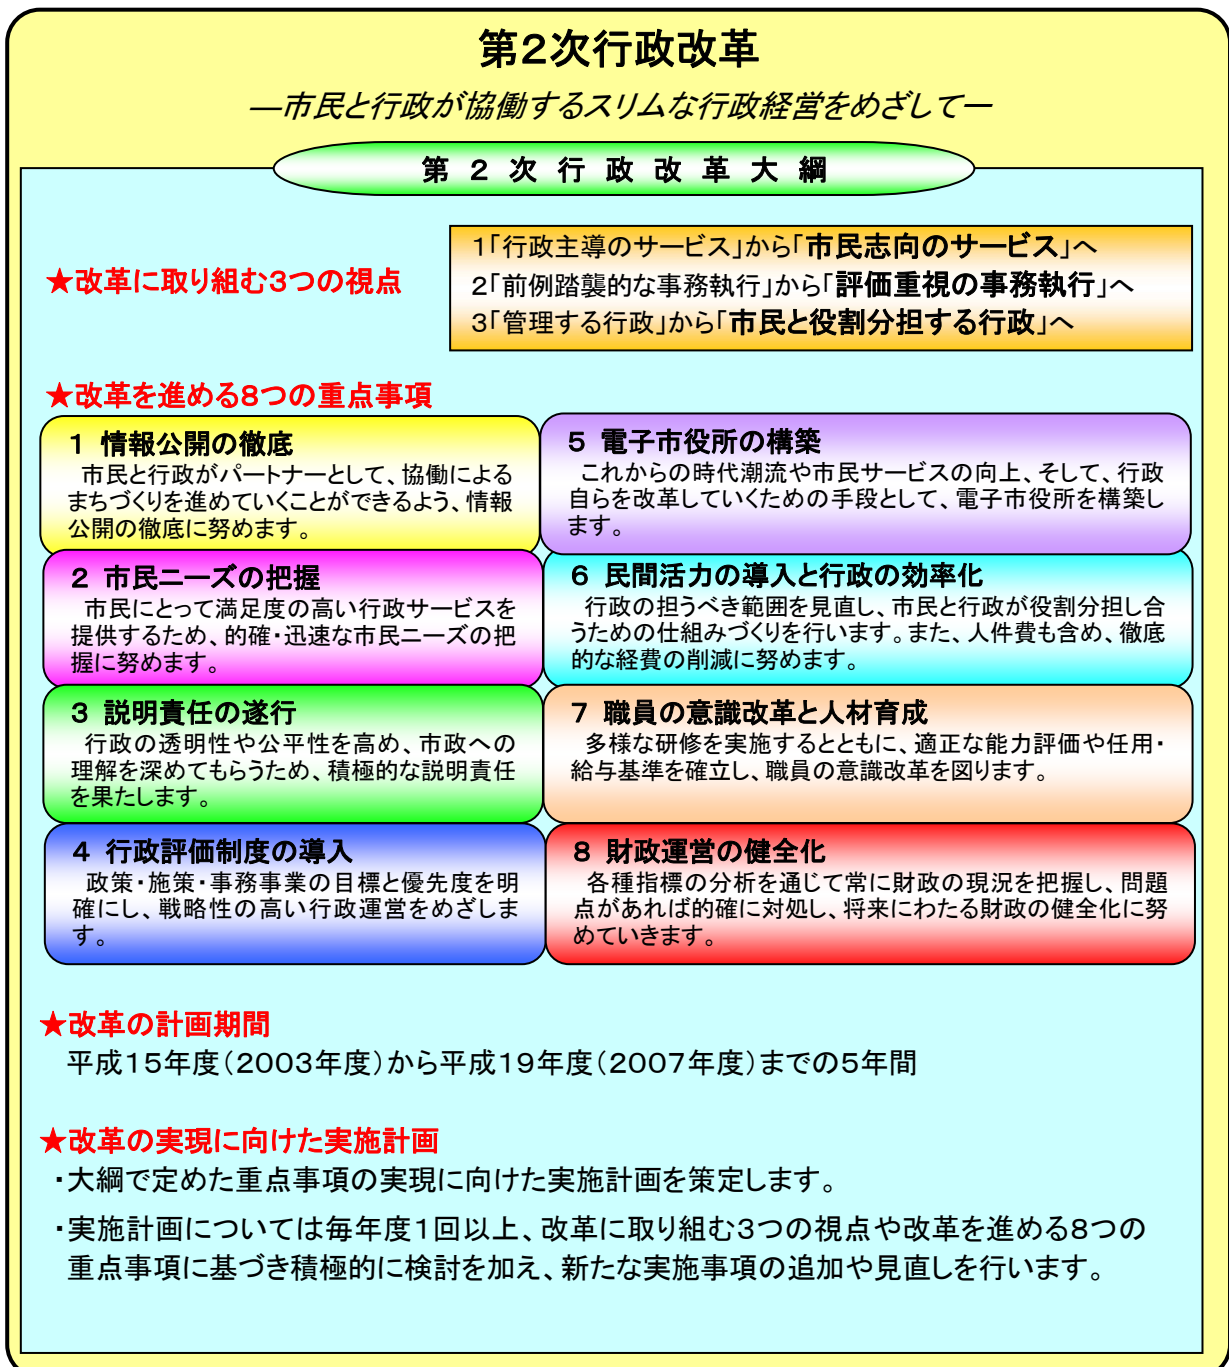 第2次行政改革
―市民と行政が協働するスリムな行政経営をめざしてー
第2次行政改革大綱
★改革に取り組む3つの視点
1「行政主導のサービス」から「市民志向のサービス」へ
2「前例踏襲的な事務執行」から「評価重視の事務執行」へ
3「管理する行政」から「市民と役割分担する行政」へ
★改革を進める8つの重点事項
1 情報公開の徹底
市民と行政がパートナーとして、協働による
まちづくりを進めていくことができるよう、情報
公開の徹底に努めます。
2 市民ニーズの把握
市民にとって満足度の高い行政サービスを
提供するため、的確・迅速な市民ニーズの把
握に努めます。
3 説明責任の遂行
行政の透明性や公平性を高め、市政への
理解を深めてもらうため、積極的な説明責任
を果たします。
4 行政評価制度の導入
政策・施策・事務事業の目標と優先度を明
確にし、戦略性の高い行政運営をめざしま
す。
5 電子市役所の構築
これからの時代潮流や市民サービスの向上、そして、行政
自らを改革していくための手段として、電子市役所を構築し
ます。
6 民間活力の導入と行政の効率化
行政の担うべき範囲を見直し、市民と行政が役割分担し合
うための仕組みづくりを行います。また、人件費も含め、徹底
的な経費の削減に努めます。
7 職員の意識改革と人材育成
多様な研修を実施するとともに、適正な能力評価や任用・
給与基準を確立し、職員の意識改革を図ります。
8 財政運営の健全化
各種指標の分析を通じて常に財政の現況を把握し、問題
点があれば的確に対処し、将来にわたる財政の健全化に努
めていきます。
★改革の計画期間
平成15年度(2003年度)から平成19年度(2007年度)までの5年間
★改革の実現に向けた実施計画
・大綱で定めた重点事項の実現に向けた実施計画を策定します。
・実施計画については毎年度1回以上、改革に取り組む3つの視点や改革を進める8つの
重点事項に基づき積極的に検討を加え、新たな実施事項の追加や見直しを行います。